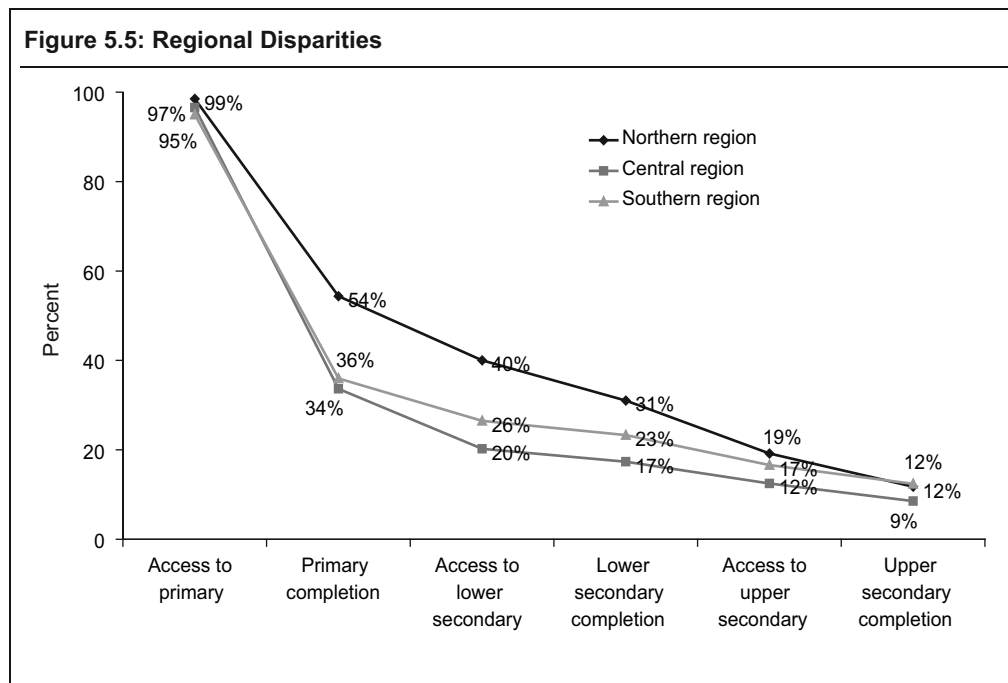 Figure 5.5: Regional Disparities
100
80
60
40
20
0
Percent
97%
99%
95%
54%
36%
34%
40%
26%
20%
31%
23%
17%
19%
17%
12%
12%
12%
9%
Northern region
Central region
Southern region
Access to
primary
Primary
completion
Access to
lower
secondary
Lower
secondary
completion
Access to
upper
secondary
Upper
secondary
completion